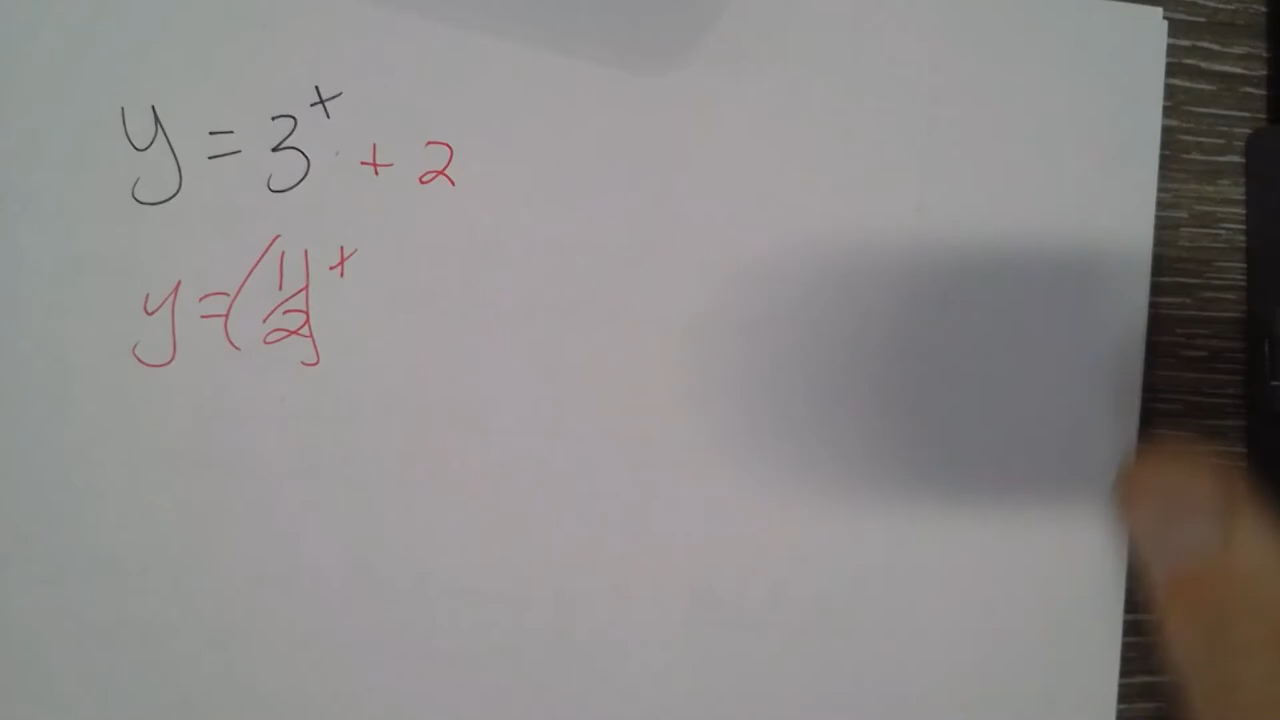 y = 3^x + 2
y = (1/2)^x